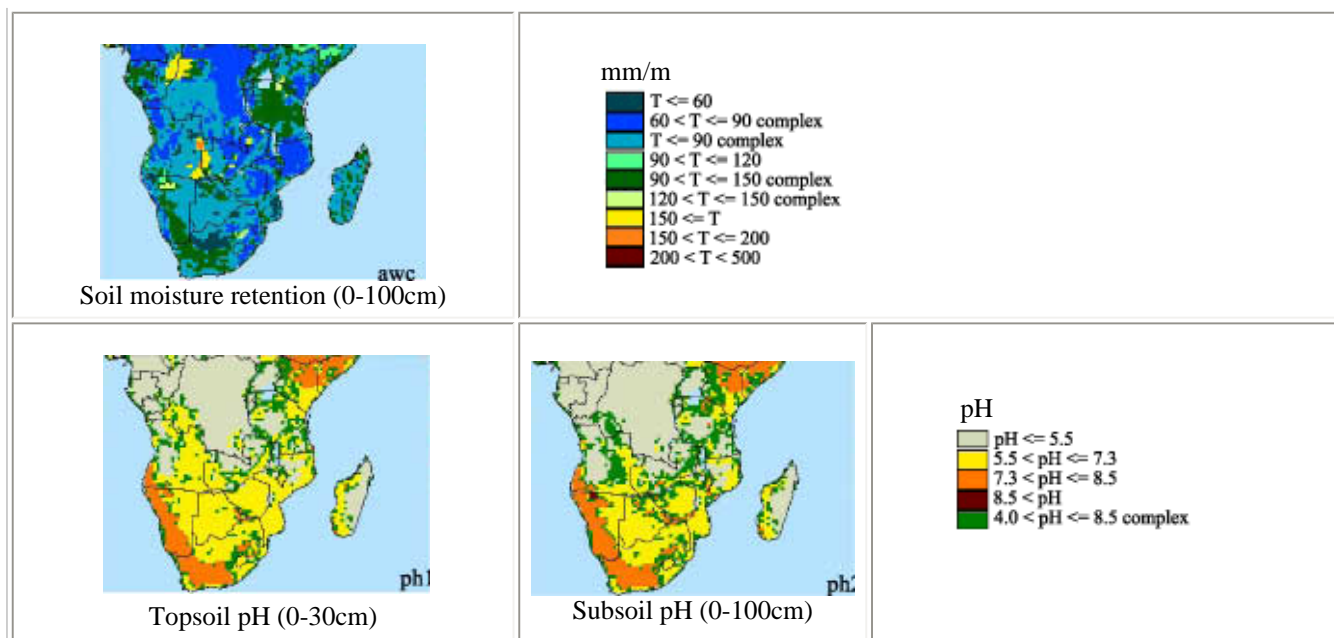 awc
Soil moisture retention (0-100cm)
mm/m
T <= 60
60 < T <= 90 complex
T <= 90 complex
90 < T <= 120
90 < T <= 150 complex
120 < T <= 150 complex
150 <= T
150 < T <= 200
200 < T < 500
ph1
Topsoil pH (0-30cm)
ph2
Subsoil pH (0-100cm)
pH
pH <= 5.5
5.5 < pH <= 7.3
7.3 < pH <= 8.5
8.5 < pH
4.0 < pH <= 8.5 complex